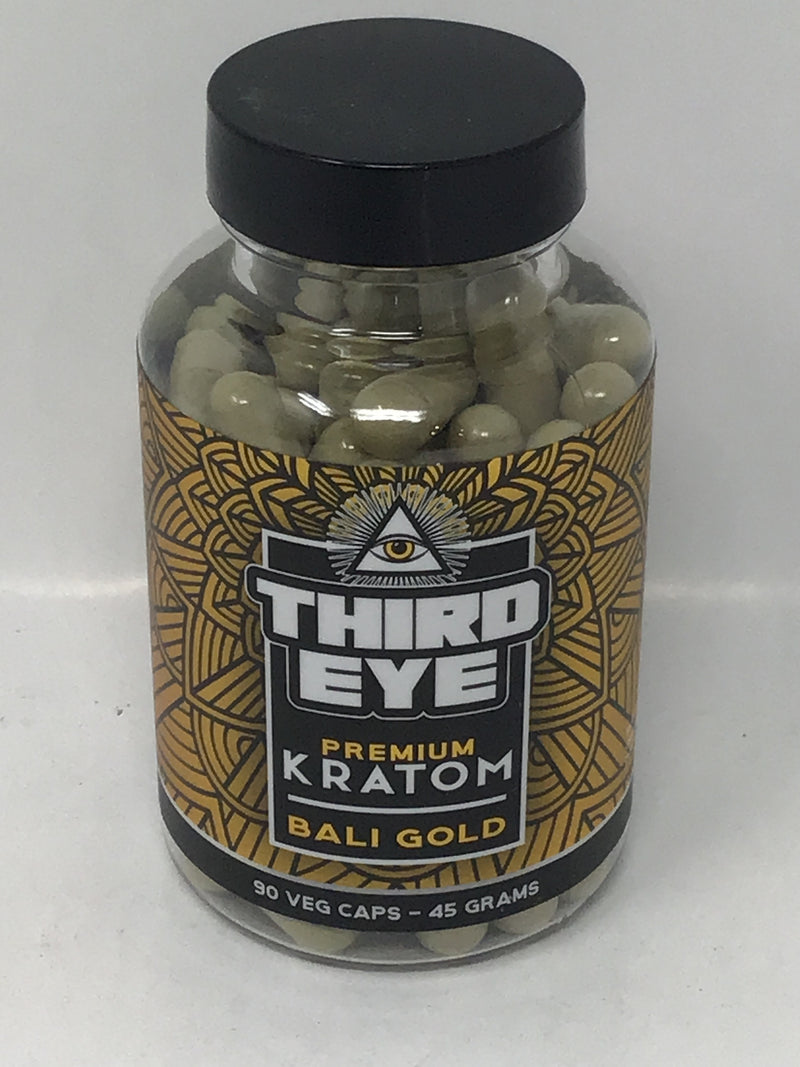 THIRD
EYE
PREMIUM
KRATOM
BALI GOLD
90 VEG CAPS – 45 GRAMS